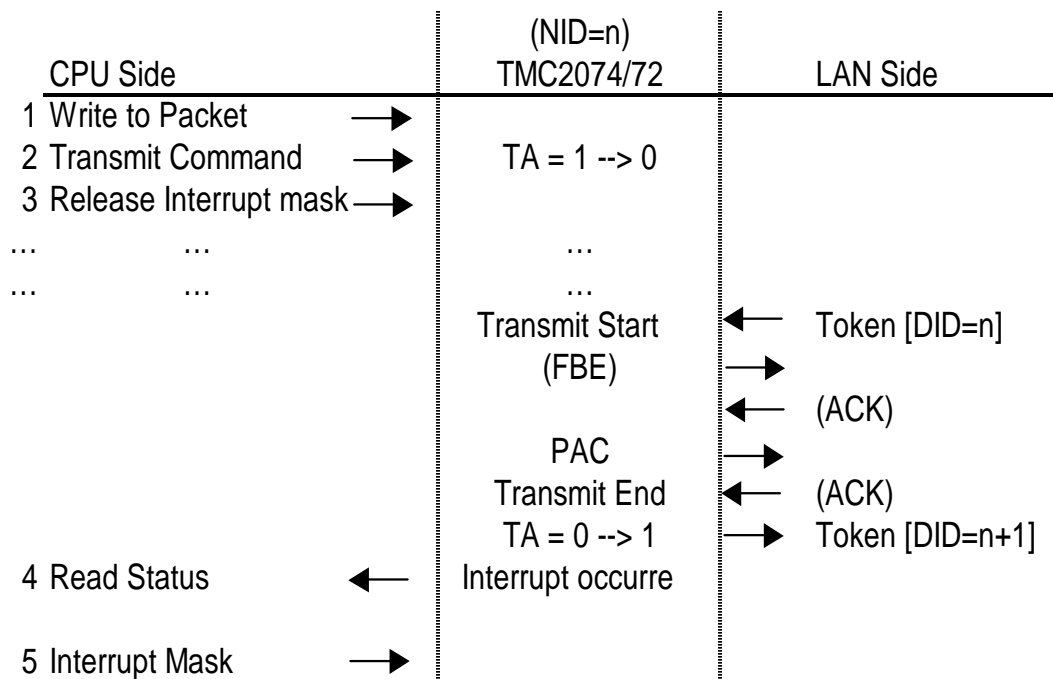 (NID=n)
CPU Side TMC2074/72 LAN Side
1 Write to Packet
2 Transmit Command TA = 1 --> 0
3 Release Interrupt mask
… … …
… … …
Transmit Start Token [DID=n]
(FBE)
(ACK)
PAC
Transmit End (ACK)
TA = 0 --> 1 Token [DID=n+1]
4 Read Status Interrupt occurre
5 Interrupt Mask